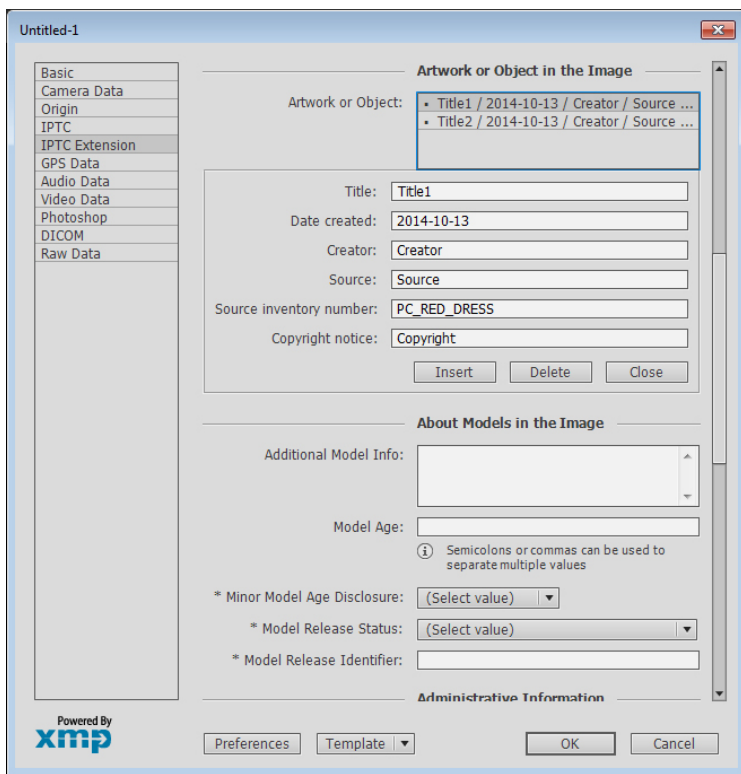 Untitled-1
Basic
Camera Data
Origin
IPTC
IPTC Extension
GPS Data
Audio Data
Video Data
Photoshop
DICOM
Raw Data
Artwork or Object in the Image
Artwork or Object:
▪ Title1 / 2014-10-13 / Creator / Source ...
▪ Title2 / 2014-10-13 / Creator / Source ...
Title: Title1
Date created: 2014-10-13
Creator: Creator
Source: Source
Source inventory number: PC_RED_DRESS
Copyright notice: Copyright
Insert Delete Close
About Models in the Image
Additional Model Info:
Model Age:
Semicolons or commas can be used to
separate multiple values
* Minor Model Age Disclosure: (Select value)
* Model Release Status: (Select value)
* Model Release Identifier:
Administrative Information
Powered By
xmp
Preferences Template OK Cancel